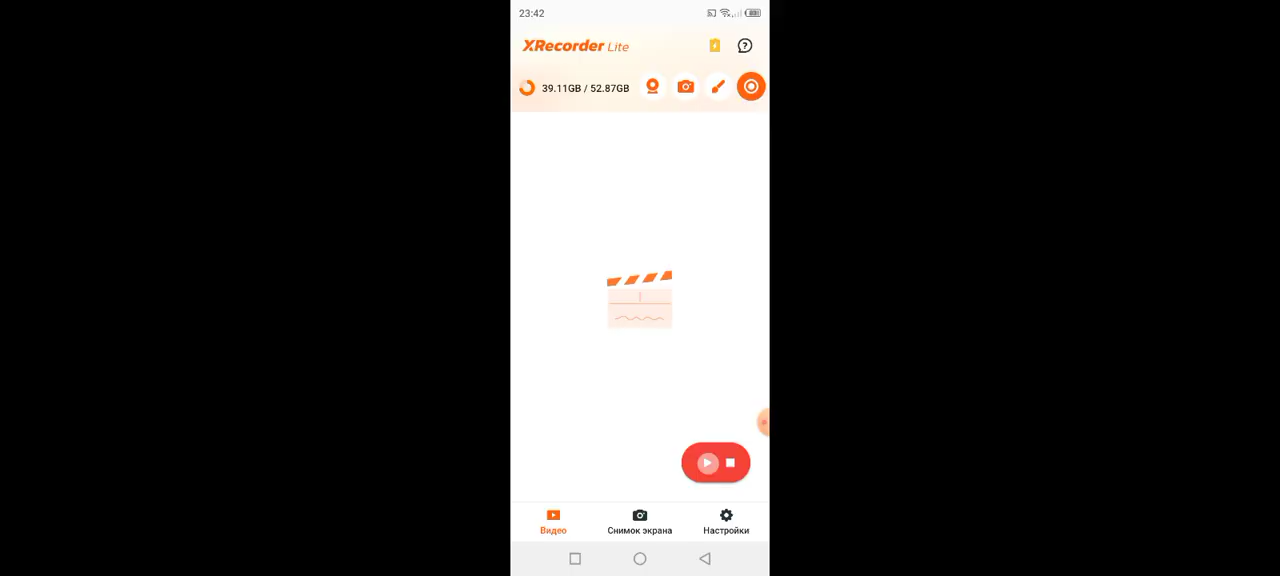 23:42
XRecorder Lite
39.11GB / 52.87GB
Видео
Снимок экрана
Настройки